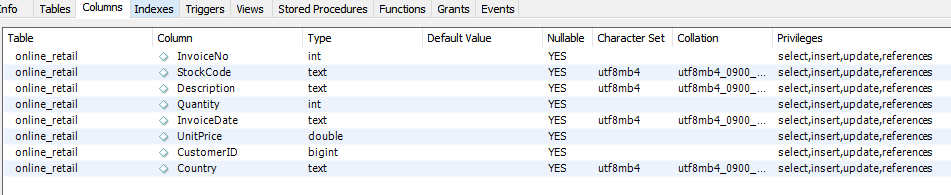 nfo Tables Columns Indexes Triggers Views Stored Procedures Functions Grants Events
Table Column Type Default Value Nullable Character Set Collation Privileges
online_retail InvoiceNo int YES select,insert,update,references
online_retail StockCode text YES utf8mb4 utf8mb4_0900_... select,insert,update,references
online_retail Description text YES utf8mb4 utf8mb4_0900_... select,insert,update,references
online_retail Quantity int YES select,insert,update,references
online_retail InvoiceDate text YES utf8mb4 utf8mb4_0900_... select,insert,update,references
online_retail UnitPrice double YES select,insert,update,references
online_retail CustomerID bigint YES select,insert,update,references
online_retail Country text YES utf8mb4 utf8mb4_0900_... select,insert,update,references